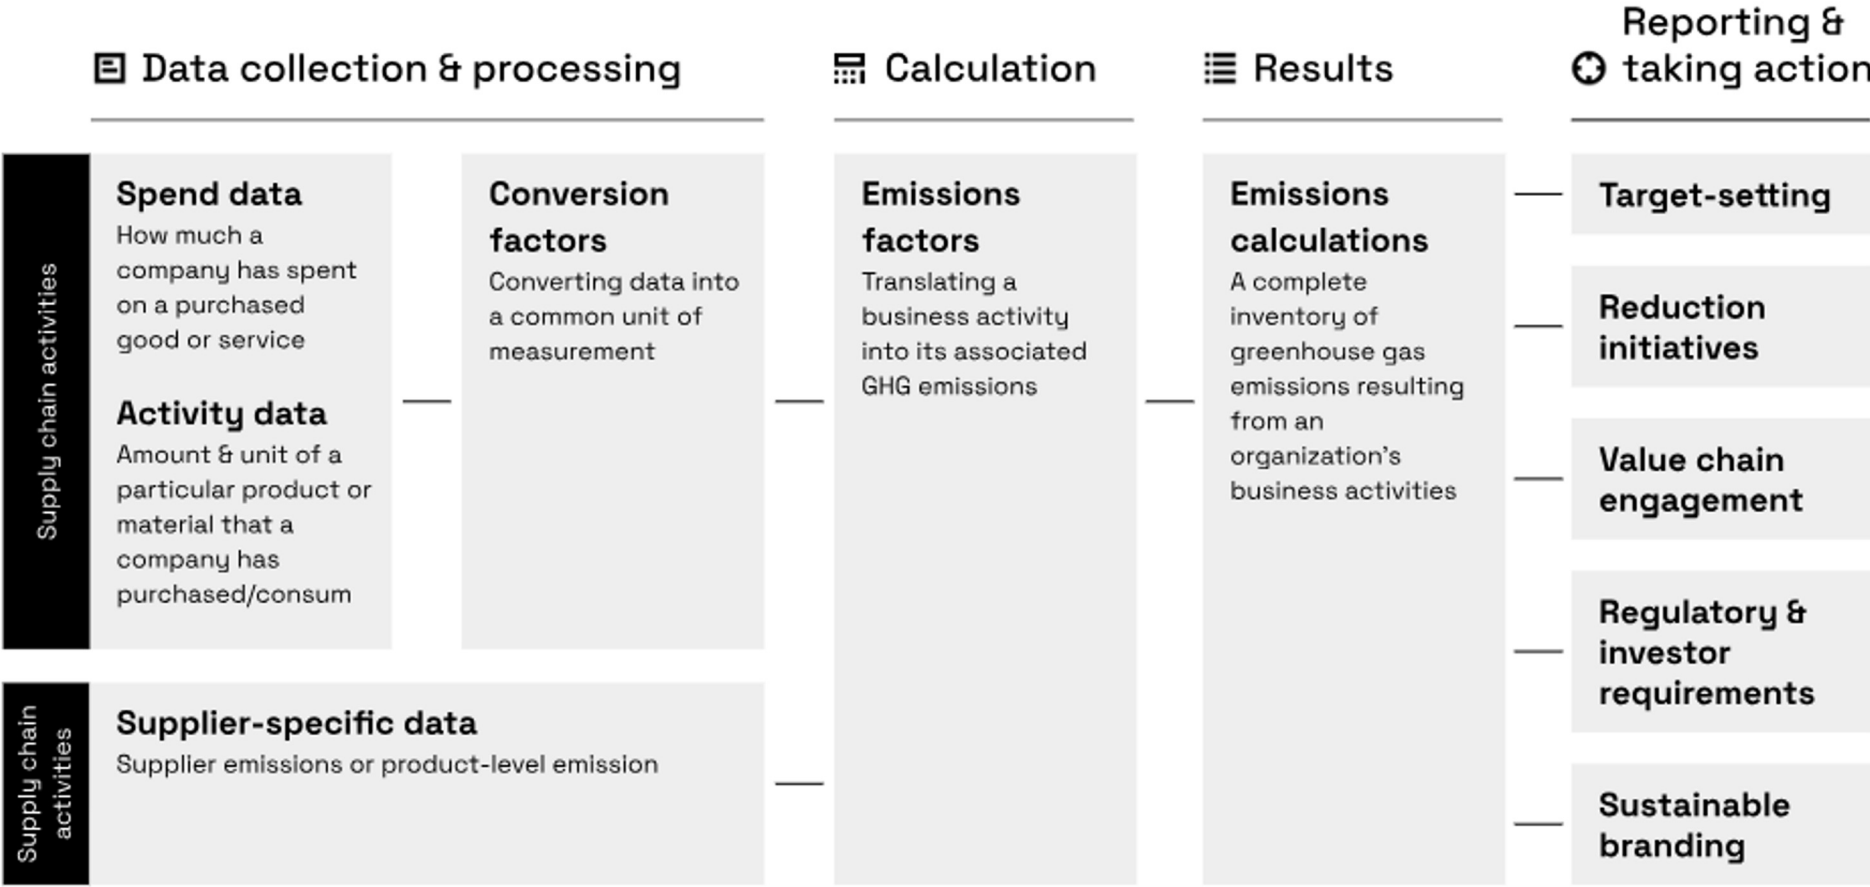 Data collection & processing
Calculation
Results
Reporting &
taking action
Supply chain activities
Spend data
How much a
company has spent
on a purchased
good or service
Activity data
Amount & unit of a
particular product or
material that a
company has
purchased/consum
Conversion
factors
Converting data into
a common unit of
measurement
Supply chain
activities
Supplier-specific data
Supplier emissions or product-level emission
Emissions
factors
Translating a
business activity
into its associated
GHG emissions
Emissions
calculations
A complete
inventory of
greenhouse gas
emissions resulting
from an
organization’s
business activities
Target-setting
Reduction
initiatives
Value chain
engagement
Regulatory &
investor
requirements
Sustainable
branding